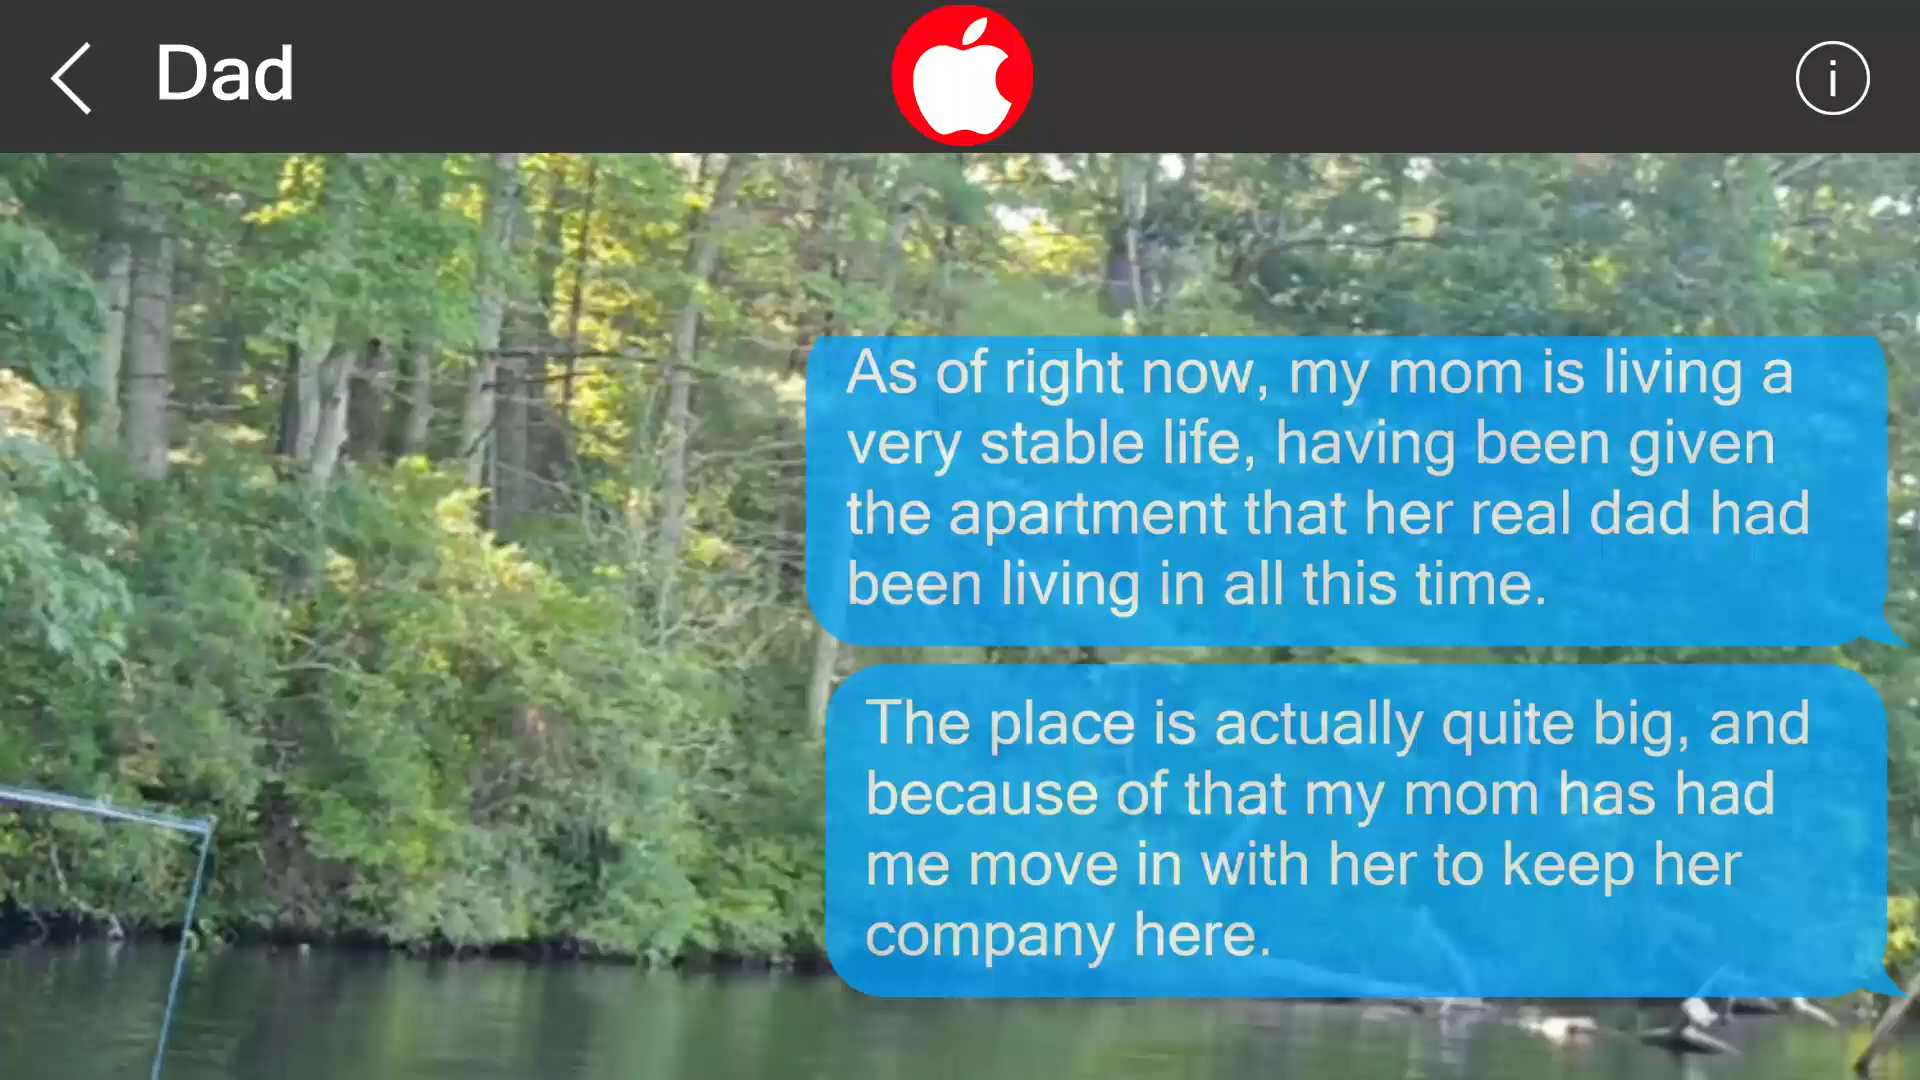 Dad
i
As of right now, my mom is living a
very stable life, having been given
the apartment that her real dad had
been living in all this time.
The place is actually quite big, and
because of that my mom has had
me move in with her to keep her
company here.